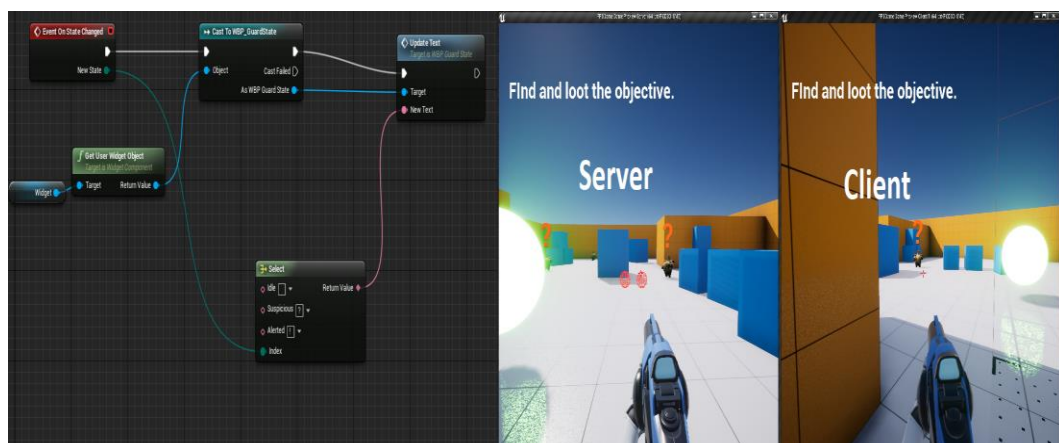 Event On State Changed
New State
Cast To WBP_GuardState
Object
Cast Failed
As WBP Guard State
Update Text
Target is WBP Guard State
Target
New Text
Get User Widget Object
Target is Widget Component
Target
Return Value
Widget
Select
Idle
Return Value
Suspicious ?
Alerted !
Index
FInd and loot the objective.
Server
?
?
FInd and loot the objective.
Client
?